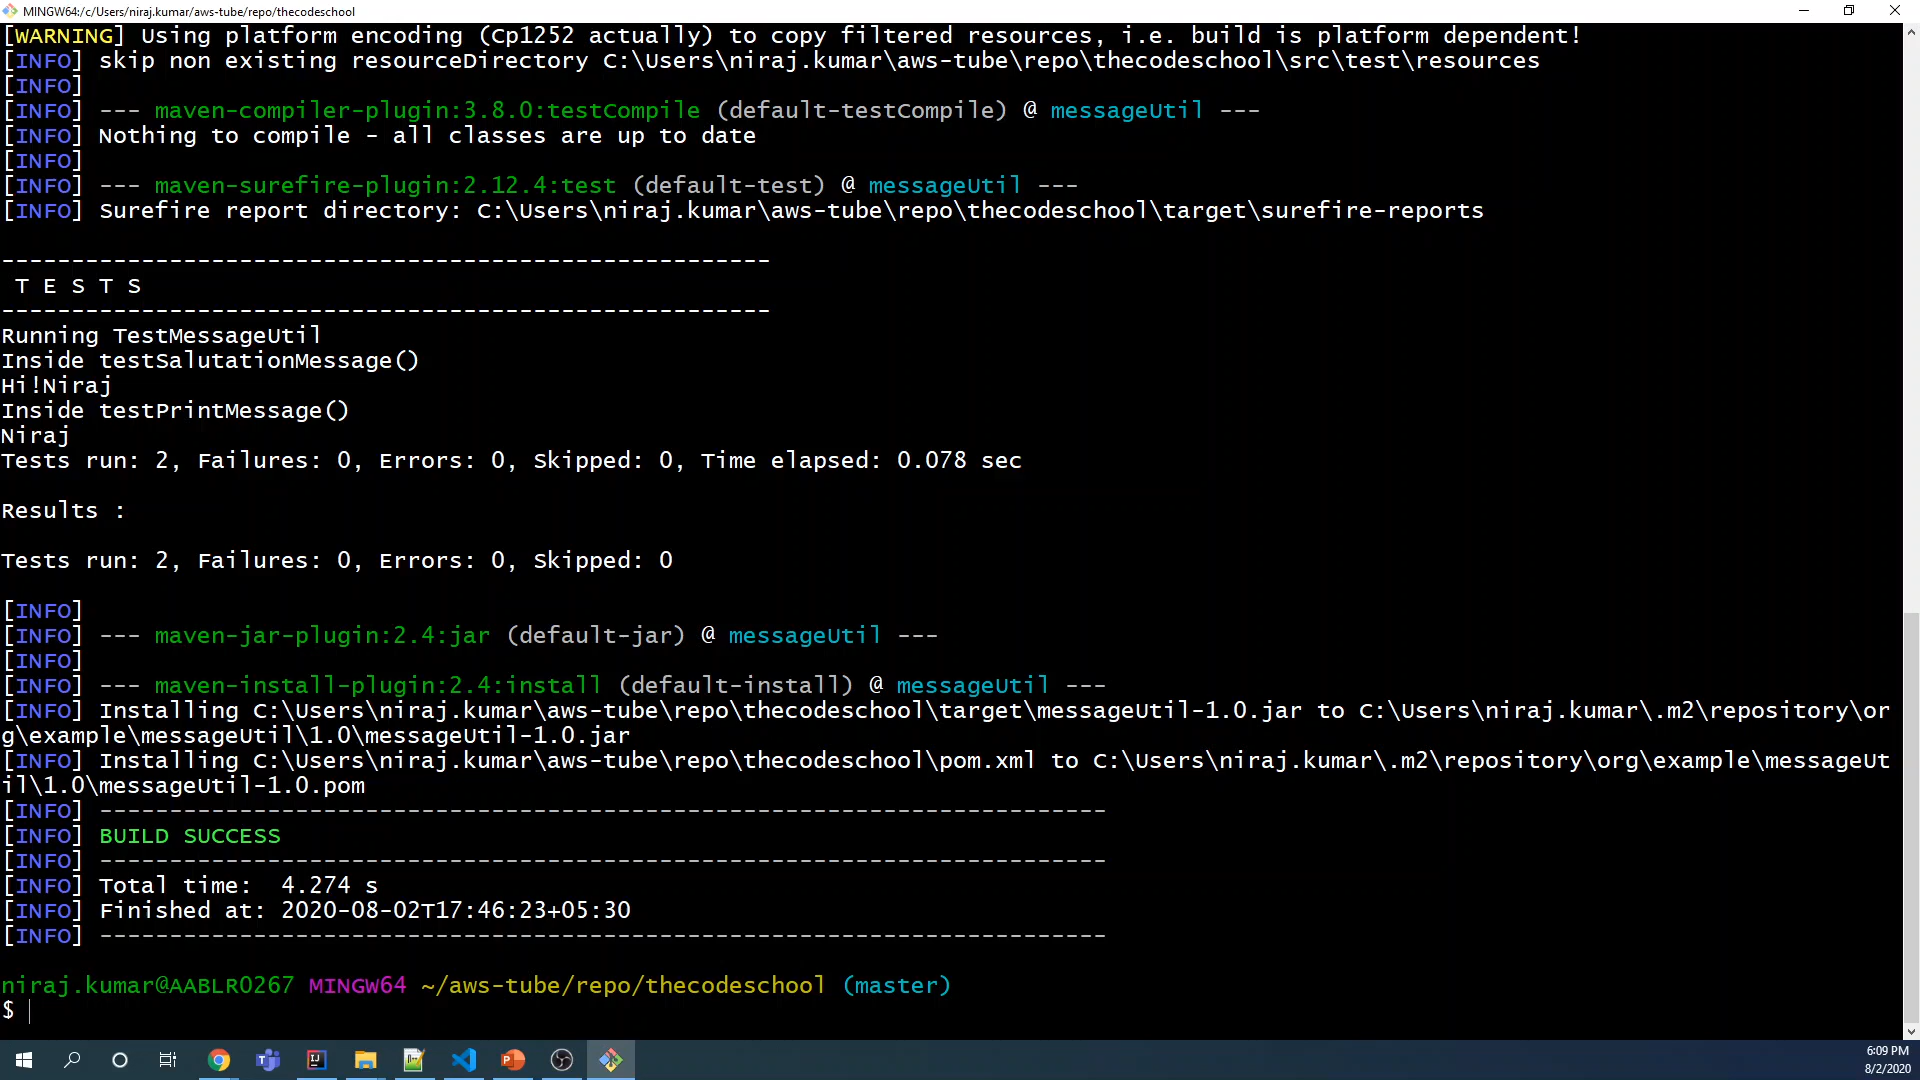 MINGW64:/c/Users/niraj.kumar/aws-tube/repo/thecodeschool
[WARNING] Using platform encoding (Cp1252 actually) to copy filtered resources, i.e. build is platform dependent!
[INFO] skip non existing resourceDirectory C:\Users\niraj.kumar\aws-tube\repo\thecodeschool\src\test\resources
[INFO]
[INFO] --- maven-compiler-plugin:3.8.0:testCompile (default-testCompile) @ messageUtil ---
[INFO] Nothing to compile - all classes are up to date
[INFO]
[INFO] --- maven-surefire-plugin:2.12.4:test (default-test) @ messageUtil ---
[INFO] Surefire report directory: C:\Users\niraj.kumar\aws-tube\repo\thecodeschool\target\surefire-reports
-------------------------------------------------------
T E S T S
-------------------------------------------------------
Running TestMessageUtil
Inside testSalutationMessage()
Hi!Niraj
Inside testPrintMessage()
Niraj
Tests run: 2, Failures: 0, Errors: 0, Skipped: 0, Time elapsed: 0.078 sec
Results :
Tests run: 2, Failures: 0, Errors: 0, Skipped: 0
[INFO]
[INFO] --- maven-jar-plugin:2.4:jar (default-jar) @ messageUtil ---
[INFO]
[INFO] --- maven-install-plugin:2.4:install (default-install) @ messageUtil ---
[INFO] Installing C:\Users\niraj.kumar\aws-tube\repo\thecodeschool\target\messageUtil-1.0.jar to C:\Users\niraj.kumar\.m2\repository\or
g\example\messageUtil\1.0\messageUtil-1.0.jar
[INFO] Installing C:\Users\niraj.kumar\aws-tube\repo\thecodeschool\pom.xml to C:\Users\niraj.kumar\.m2\repository\org\example\messageUt
il\1.0\messageUtil-1.0.pom
[INFO] ------------------------------------------------------------------------
[INFO] BUILD SUCCESS
[INFO] ------------------------------------------------------------------------
[INFO] Total time:  4.274 s
[INFO] Finished at: 2020-08-02T17:46:23+05:30
[INFO] ------------------------------------------------------------------------
niraj.kumar@AABLR0267 MINGW64 ~/aws-tube/repo/thecodeschool (master)
$
6:09 PM
8/2/2020